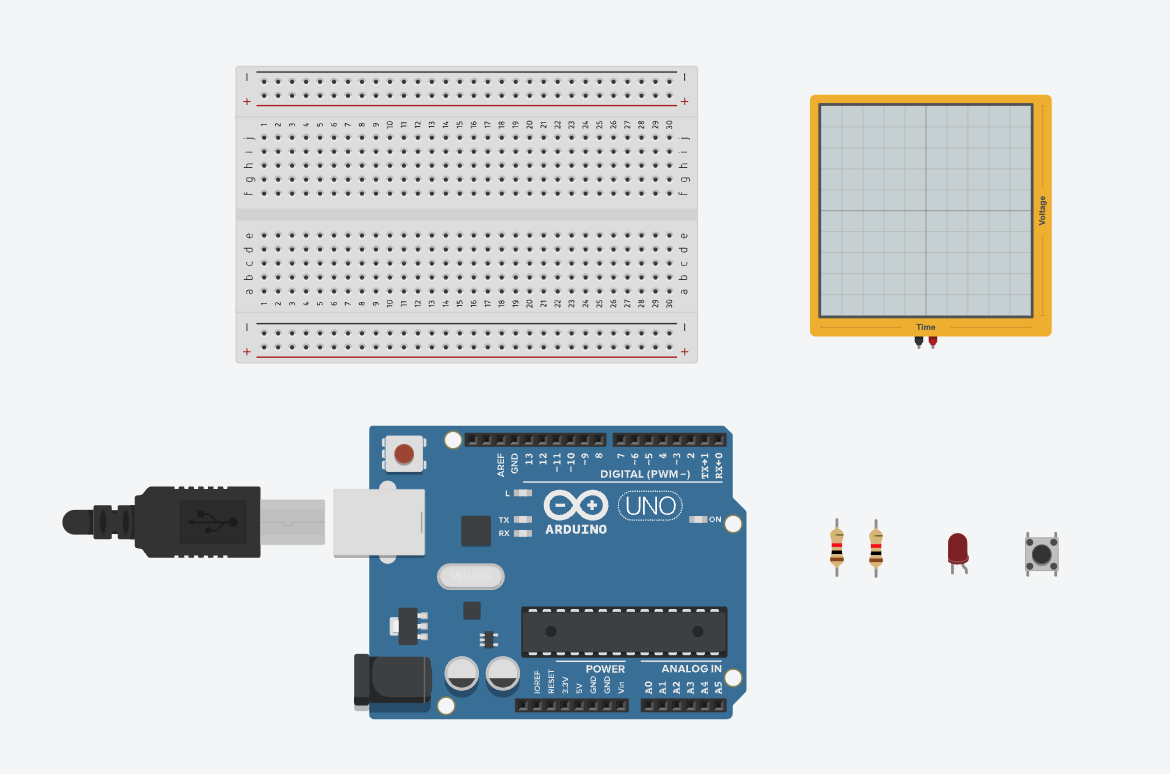 − −
+ +
1 2 3 4 5 6 7 8 9 10 11 12 13 14 15 16 17 18 19 20 21 22 23 24 25 26 27 28 29 30
j j
i i
h h
g g
f f
e e
d d
c c
b b
a a
1 2 3 4 5 6 7 8 9 10 11 12 13 14 15 16 17 18 19 20 21 22 23 24 25 26 27 28 29 30
− −
+ +
Voltage
Time
AREF GND 13 12 ~11 ~10 ~9 8 7 ~6 ~5 4 ~3 2 TX→1 RX←0
DIGITAL (PWM~)
L
TX
RX
UNO
ON
ARDUINO
POWER
ANALOG IN
IOREF RESET 3.3V 5V GND GND Vin A0 A1 A2 A3 A4 A5